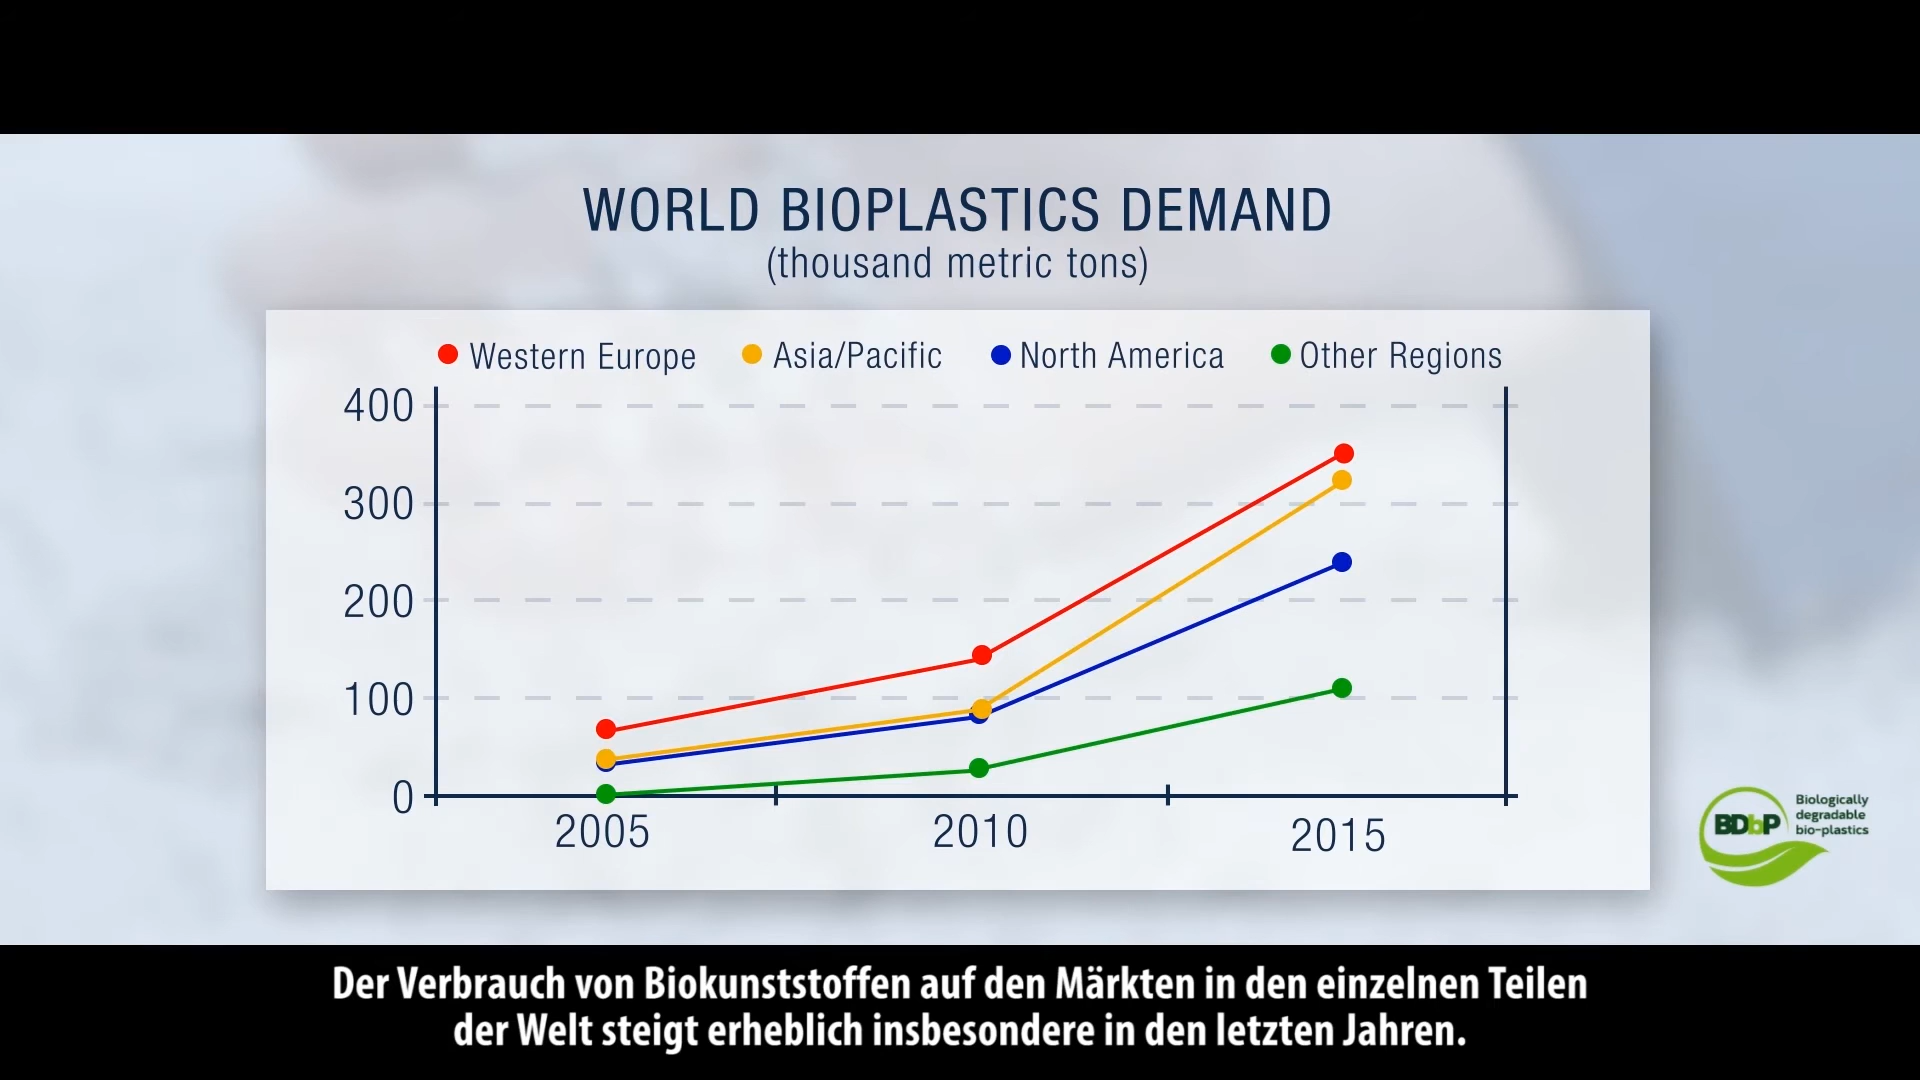 WORLD BIOPLASTICS DEMAND
(thousand metric tons)
Western Europe Asia/Pacific North America Other Regions
400
300
200
100
0
2005 2010 2015
BDbP
Biologically
degradable
bio-plastics
Der Verbrauch von Biokunststoffen auf den Märkten in den einzelnen Teilen
der Welt steigt erheblich insbesondere in den letzten Jahren.